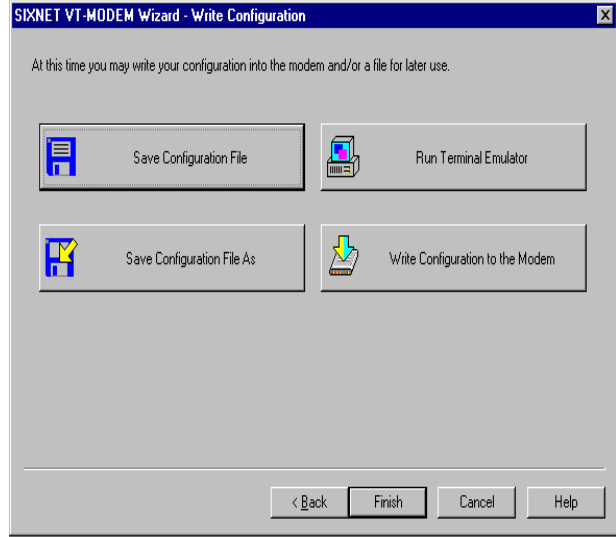 SIXNET VT-MODEM Wizard - Write Configuration
At this time you may write your configuration into the modem and/or a file for later use.
Save Configuration File
Run Terminal Emulator
Save Configuration File As
Write Configuration to the Modem
< Back
Finish
Cancel
Help